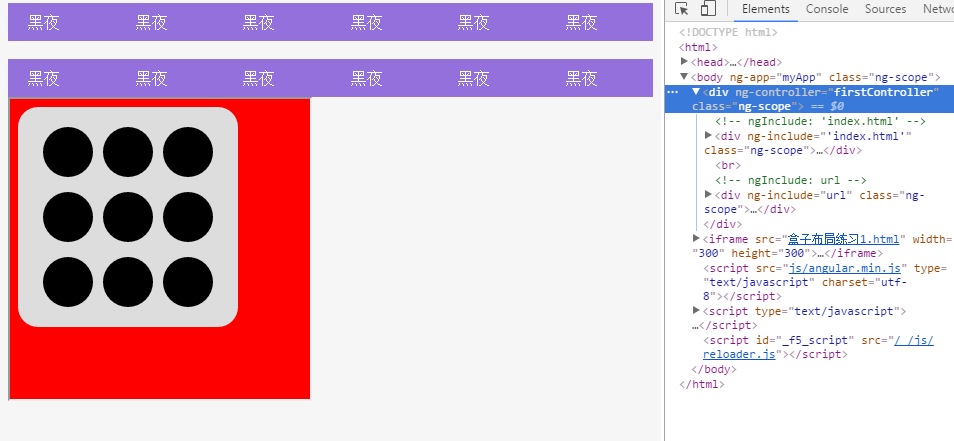 黑夜 黑夜 黑夜 黑夜 黑夜 黑夜
黑夜 黑夜 黑夜 黑夜 黑夜 黑夜
Elements Console Sources Netwo
<!DOCTYPE html>
<html>
<head>…</head>
<body ng-app="myApp" class="ng-scope">
… <div ng-controller="firstController"
class="ng-scope"> == $0
<!-- ngInclude: 'index.html' -->
<div ng-include="'index.html'"
class="ng-scope">…</div>
<br>
<!-- ngInclude: url -->
<div ng-include="url" class="ng-
scope">…</div>
</div>
<iframe src="盒子布局练习1.html" width=
"300" height="300">…</iframe>
<script src="js/angular.min.js" type=
"text/javascript" charset="utf-
8"></script>
<script type="text/javascript">
…</script>
<script id="_f5_script" src="/_/js/
reloader.js"></script>
</body>
</html>